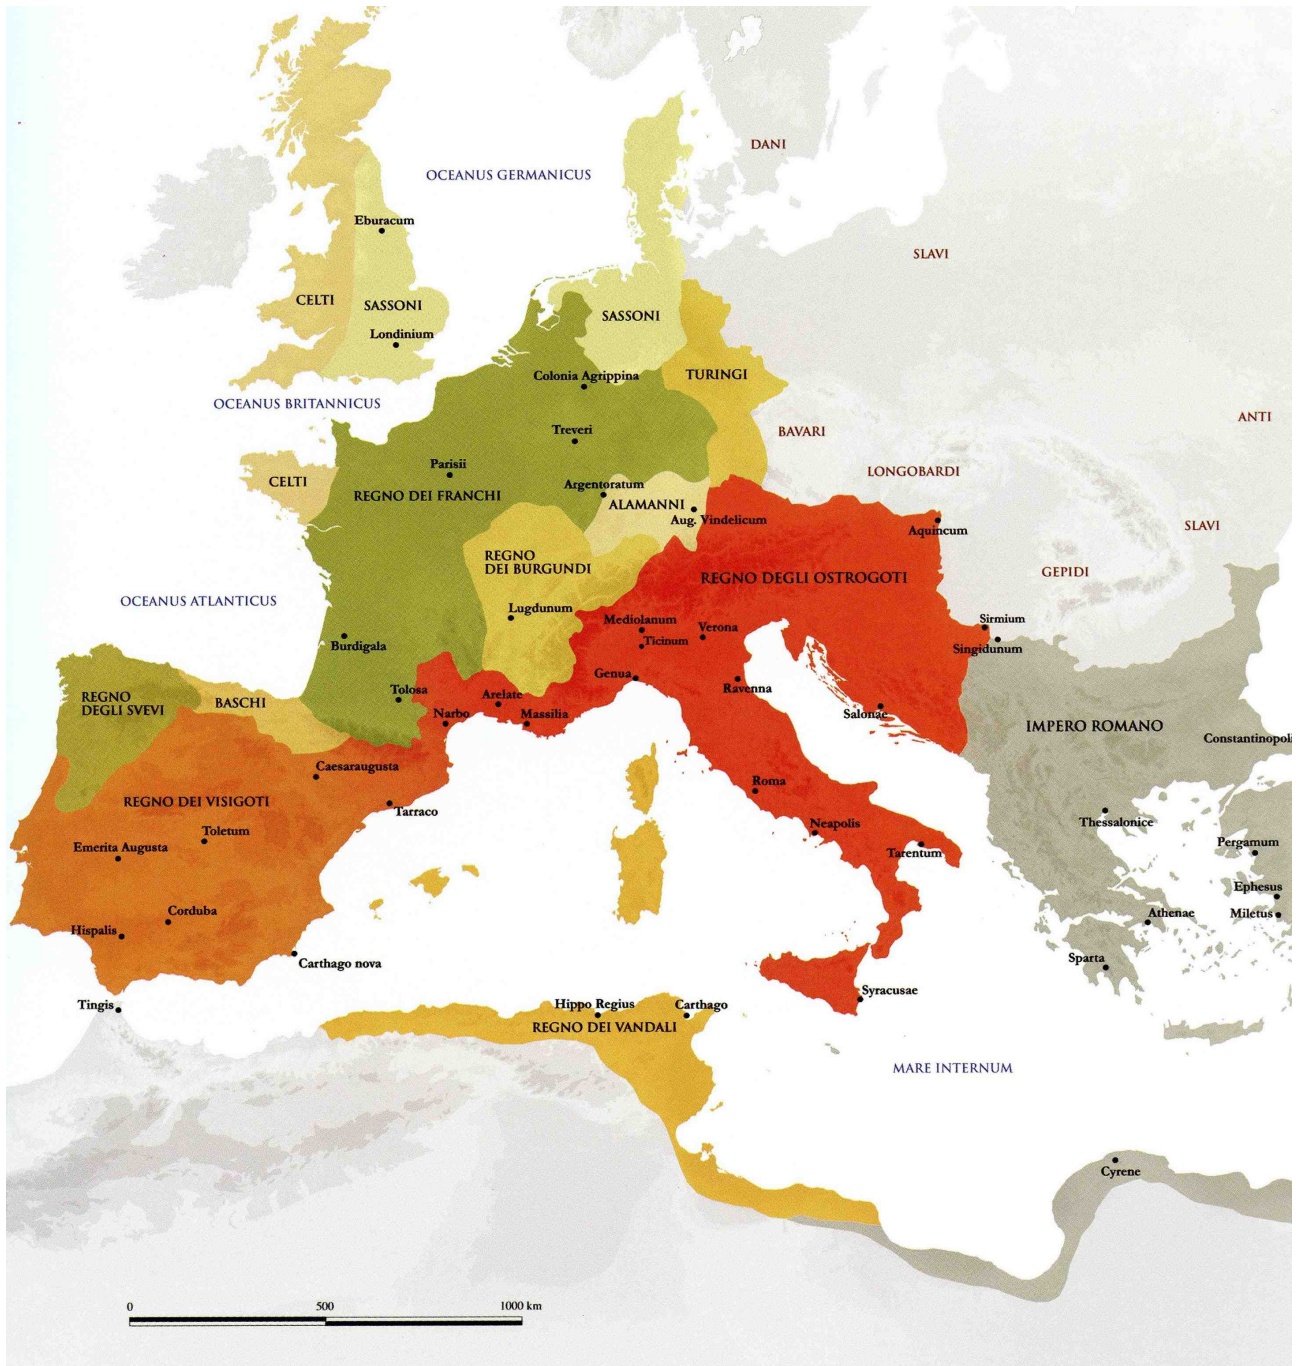 DANI
OCEANUS GERMANICUS
Eburacum
SLAVI
CELTI
SASSONI
SASSONI
Londinium
TURINGI
Colonia Agrippina
OCEANUS BRITANNICUS
ANTI
Treveri
BAVARI
Parisii
LONGOBARDI
CELTI
Argentoratum
REGNO DEI FRANCHI
ALAMANNI
Aug. Vindelicum
Aquincum
SLAVI
REGNO
DEI BURGUNDI
GEPIDI
REGNO DEGLI OSTROGOTI
OCEANUS ATLANTICUS
Lugdunum
Mediolanum
Sirmium
Verona
Ticinum
Burdigala
Singidunum
Genua
Ravenna
REGNO
DEGLI SVEVI
BASCHI
Tolosa
Arelate
Narbo
Massilia
Salonae
IMPERO ROMANO
Constantinopoli
Caesaraugusta
Roma
REGNO DEI VISIGOTI
Tarraco
Thessalonice
Neapolis
Toletum
Emerita Augusta
Tarentum
Pergamum
Ephesus
Corduba
Athenae
Miletus
Hispalis
Carthago nova
Sparta
Syracusae
Tingis
Hippo Regius
Carthago
REGNO DEI VANDALI
MARE INTERNUM
Cyrene
0 500 1000 km